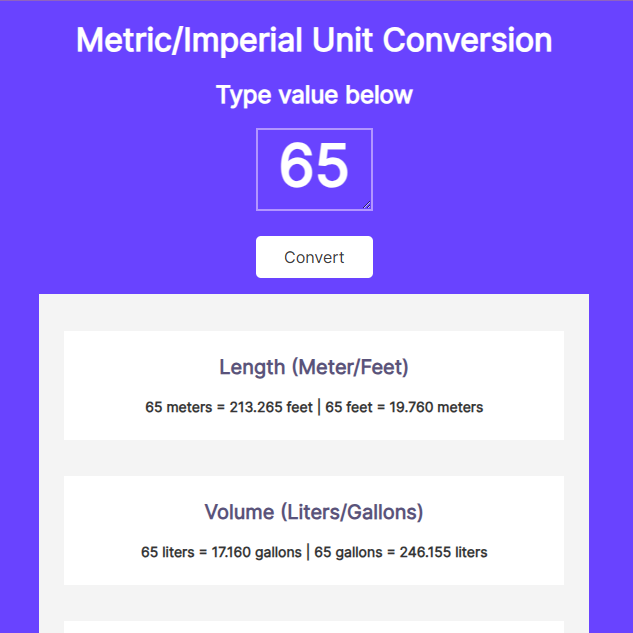 Metric/Imperial Unit Conversion
Type value below
65
Convert
Length (Meter/Feet)
65 meters = 213.265 feet | 65 feet = 19.760 meters
Volume (Liters/Gallons)
65 liters = 17.160 gallons | 65 gallons = 246.155 liters